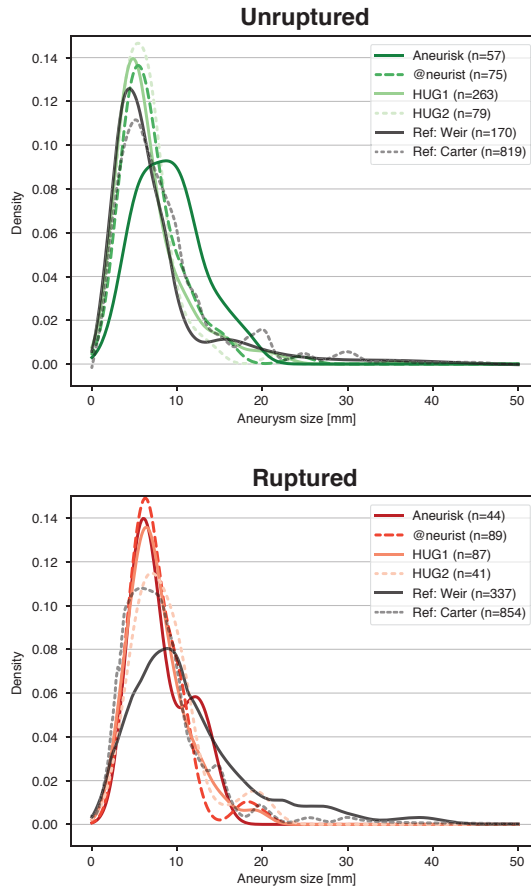 Unruptured
0.14
0.12
0.10
0.08
0.06
0.04
0.02
0.00
Density
Aneurisk (n=57)
@neurist (n=75)
HUG1 (n=263)
HUG2 (n=79)
Ref: Weir (n=170)
Ref: Carter (n=819)
0 10 20 30 40 50
Aneurysm size [mm]
Ruptured
0.14
0.12
0.10
0.08
0.06
0.04
0.02
0.00
Density
Aneurisk (n=44)
@neurist (n=89)
HUG1 (n=87)
HUG2 (n=41)
Ref: Weir (n=337)
Ref: Carter (n=854)
0 10 20 30 40 50
Aneurysm size [mm]